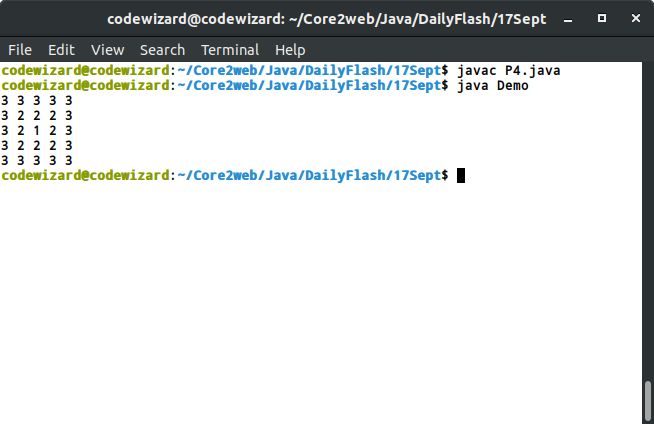 codewizard@codewizard: ~/Core2web/Java/DailyFlash/17Sept
File Edit View Search Terminal Help
codewizard@codewizard:~/Core2web/Java/DailyFlash/17Sept$ javac P4.java
codewizard@codewizard:~/Core2web/Java/DailyFlash/17Sept$ java Demo
3 3 3 3 3
3 2 2 2 3
3 2 1 2 3
3 2 2 2 3
3 3 3 3 3
codewizard@codewizard:~/Core2web/Java/DailyFlash/17Sept$